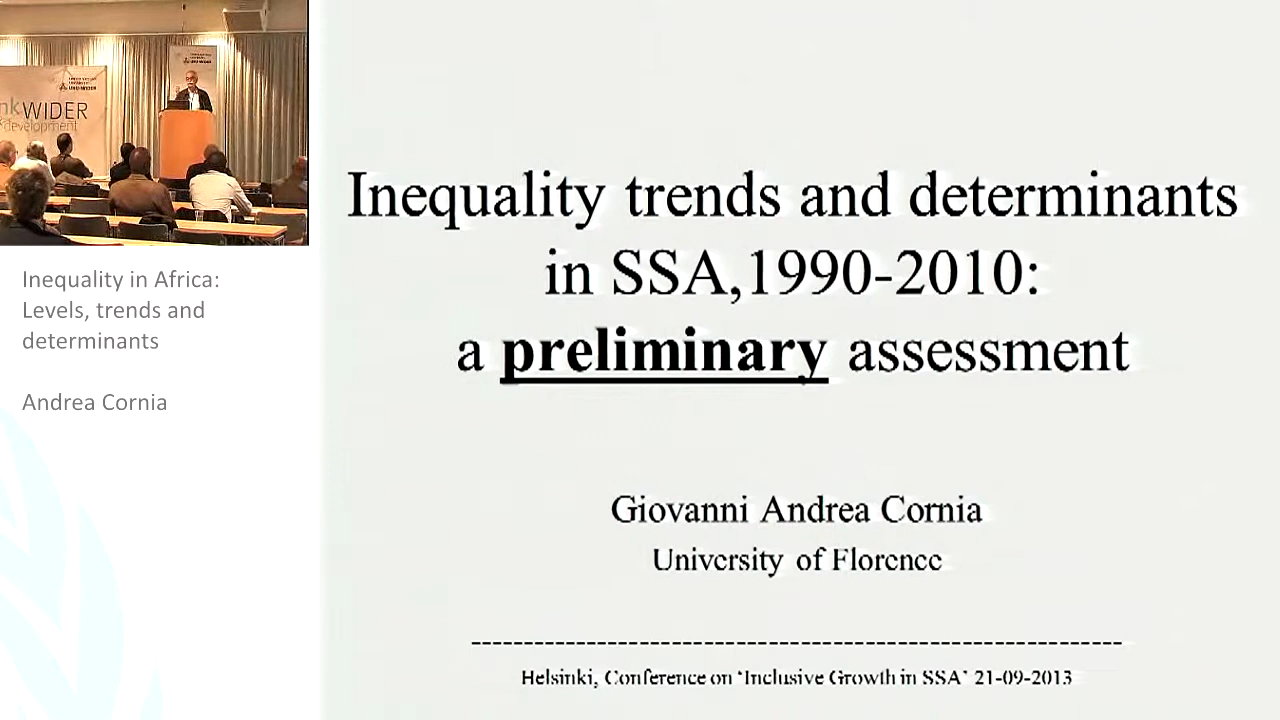 WIDER
development
Inequality in Africa:
Levels, trends and
determinants
Andrea Cornia
Inequality trends and determinants
in SSA,1990-2010:
a preliminary assessment
Giovanni Andrea Cornia
University of Florence
--------------------------------------------------------------
Helsinki, Conference on ‘Inclusive Growth in SSA’ 21-09-2013